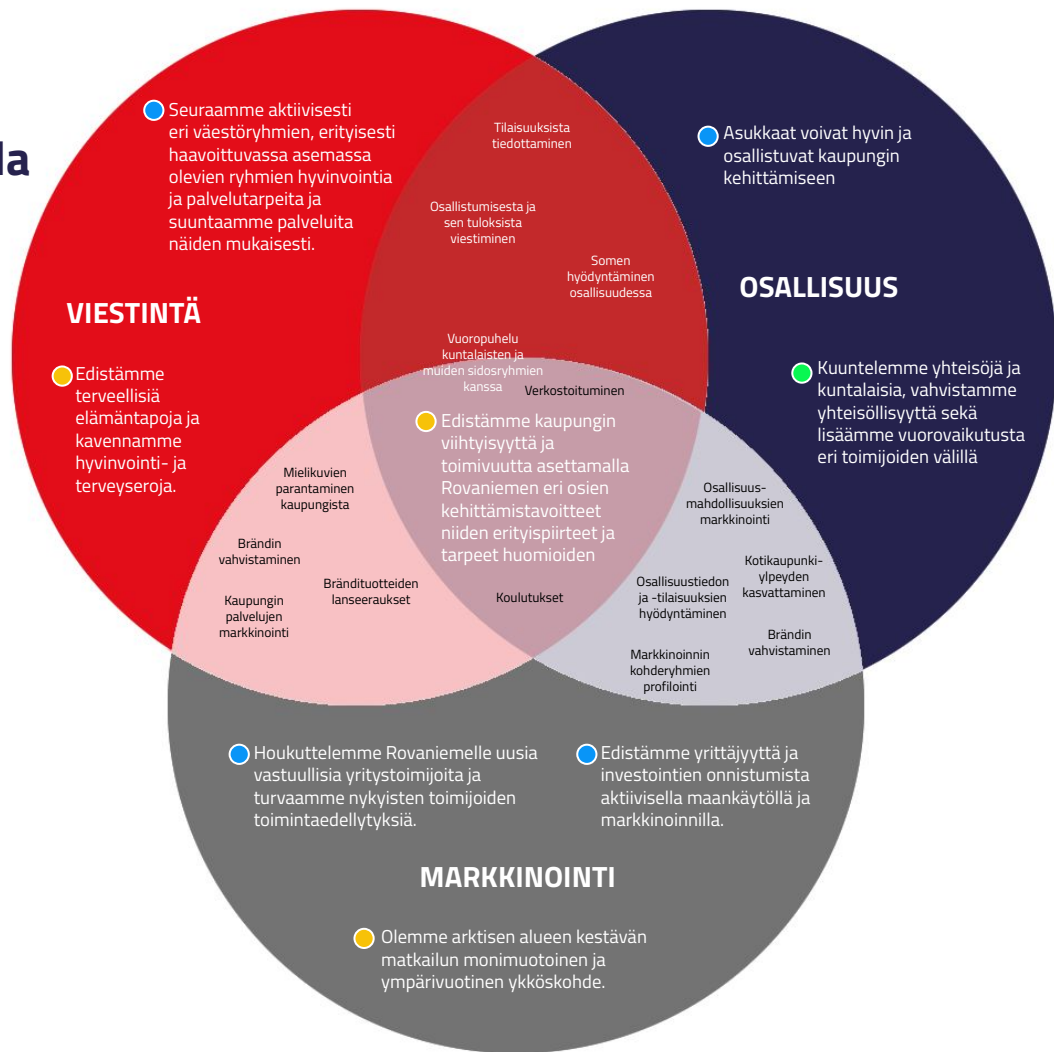 la
Seuraamme aktiivisesti
eri väestöryhmien, erityisesti
haavoittuvassa asemassa
olevien ryhmien hyvinvointia
ja palvelutarpeita ja
suuntaamme palveluita
näiden mukaisesti.
VIESTINTÄ
Edistämme
terveellisiä
elämäntapoja ja
kavennamme
hyvinvointi- ja
terveyseroja.
Tilaisuuksista
tiedottaminen
Osallistumisesta ja
sen tuloksista
viestiminen
Somen
hyödyntäminen
osallisuudessa
Vuoropuhelu
kuntalaisten ja
muiden sidosryhmien
kanssa
Asukkaat voivat hyvin ja
osallistuvat kaupungin
kehittämiseen
OSALLISUUS
Kuuntelemme yhteisöjä ja
kuntalaisia, vahvistamme
yhteisöllisyyttä sekä
lisäämme vuorovaikutusta
eri toimijoiden välillä
Verkostoituminen
Edistämme kaupungin
viihtyisyyttä ja
toimivuutta asettamalla
Rovaniemen eri osien
kehittämistavoitteet
niiden erityispiirteet ja
tarpeet huomioiden
Koulutukset
Mielikuvien
parantaminen
kaupungista
Brändin
vahvistaminen
Brändituotteiden
lanseeraukset
Kaupungin
palvelujen
markkinointi
Osallisuus-
mahdollisuuksien
markkinointi
Kotikaupunki-
ylpeyden
kasvattaminen
Osallisuustiedon
ja -tilaisuuksien
hyödyntäminen
Brändin
vahvistaminen
Markkinoinnin
kohderyhmien
profilointi
Houkuttelemme Rovaniemelle uusia
vastuullisia yritystoimijoita ja
turvaamme nykyisten toimijoiden
toimintaedellytyksiä.
Edistämme yrittäjyyttä ja
investointien onnistumista
aktiivisella maankäytöllä ja
markkinoinnilla.
MARKKINOINTI
Olemme arktisen alueen kestävän
matkailun monimuotoinen ja
ympärivuotinen ykköskohde.